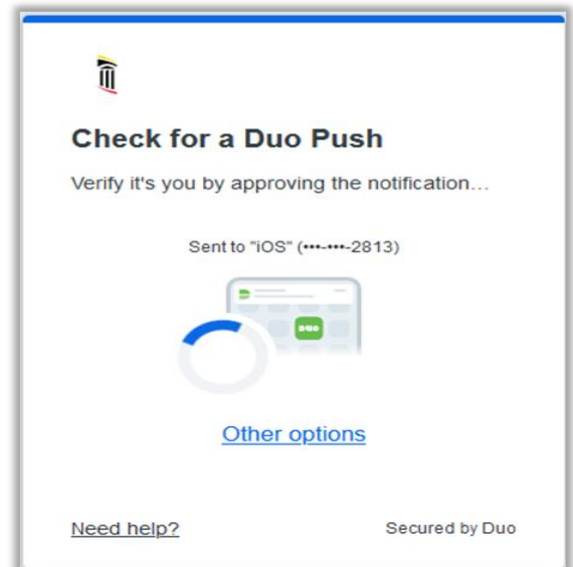 Check for a Duo Push
Verify it's you by approving the notification...
Sent to "iOS" (•••-•••-2813)
DUO
Other options
Need help?
Secured by Duo